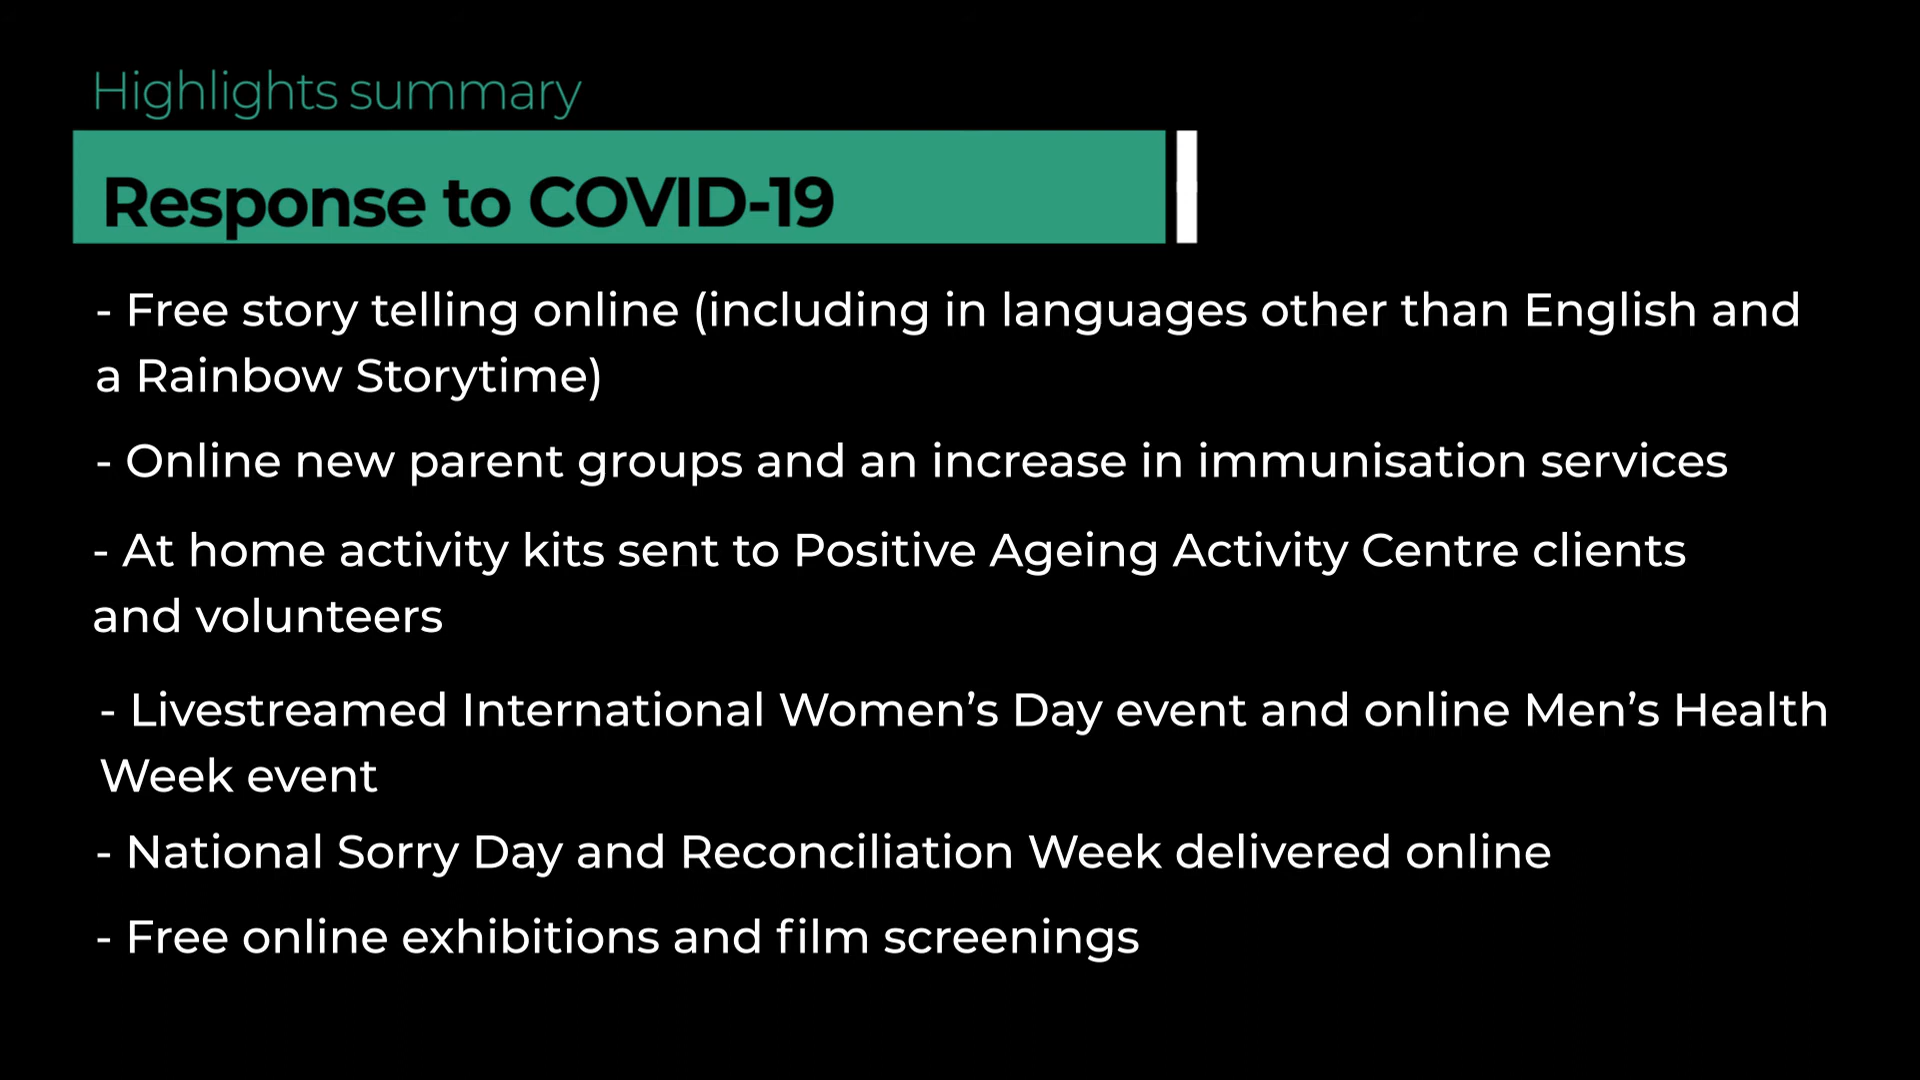 Highlights summary
Response to COVID-19
- Free story telling online (including in languages other than English and
a Rainbow Storytime)
- Online new parent groups and an increase in immunisation services
- At home activity kits sent to Positive Ageing Activity Centre clients
and volunteers
- Livestreamed International Women’s Day event and online Men’s Health
Week event
- National Sorry Day and Reconciliation Week delivered online
- Free online exhibitions and film screenings